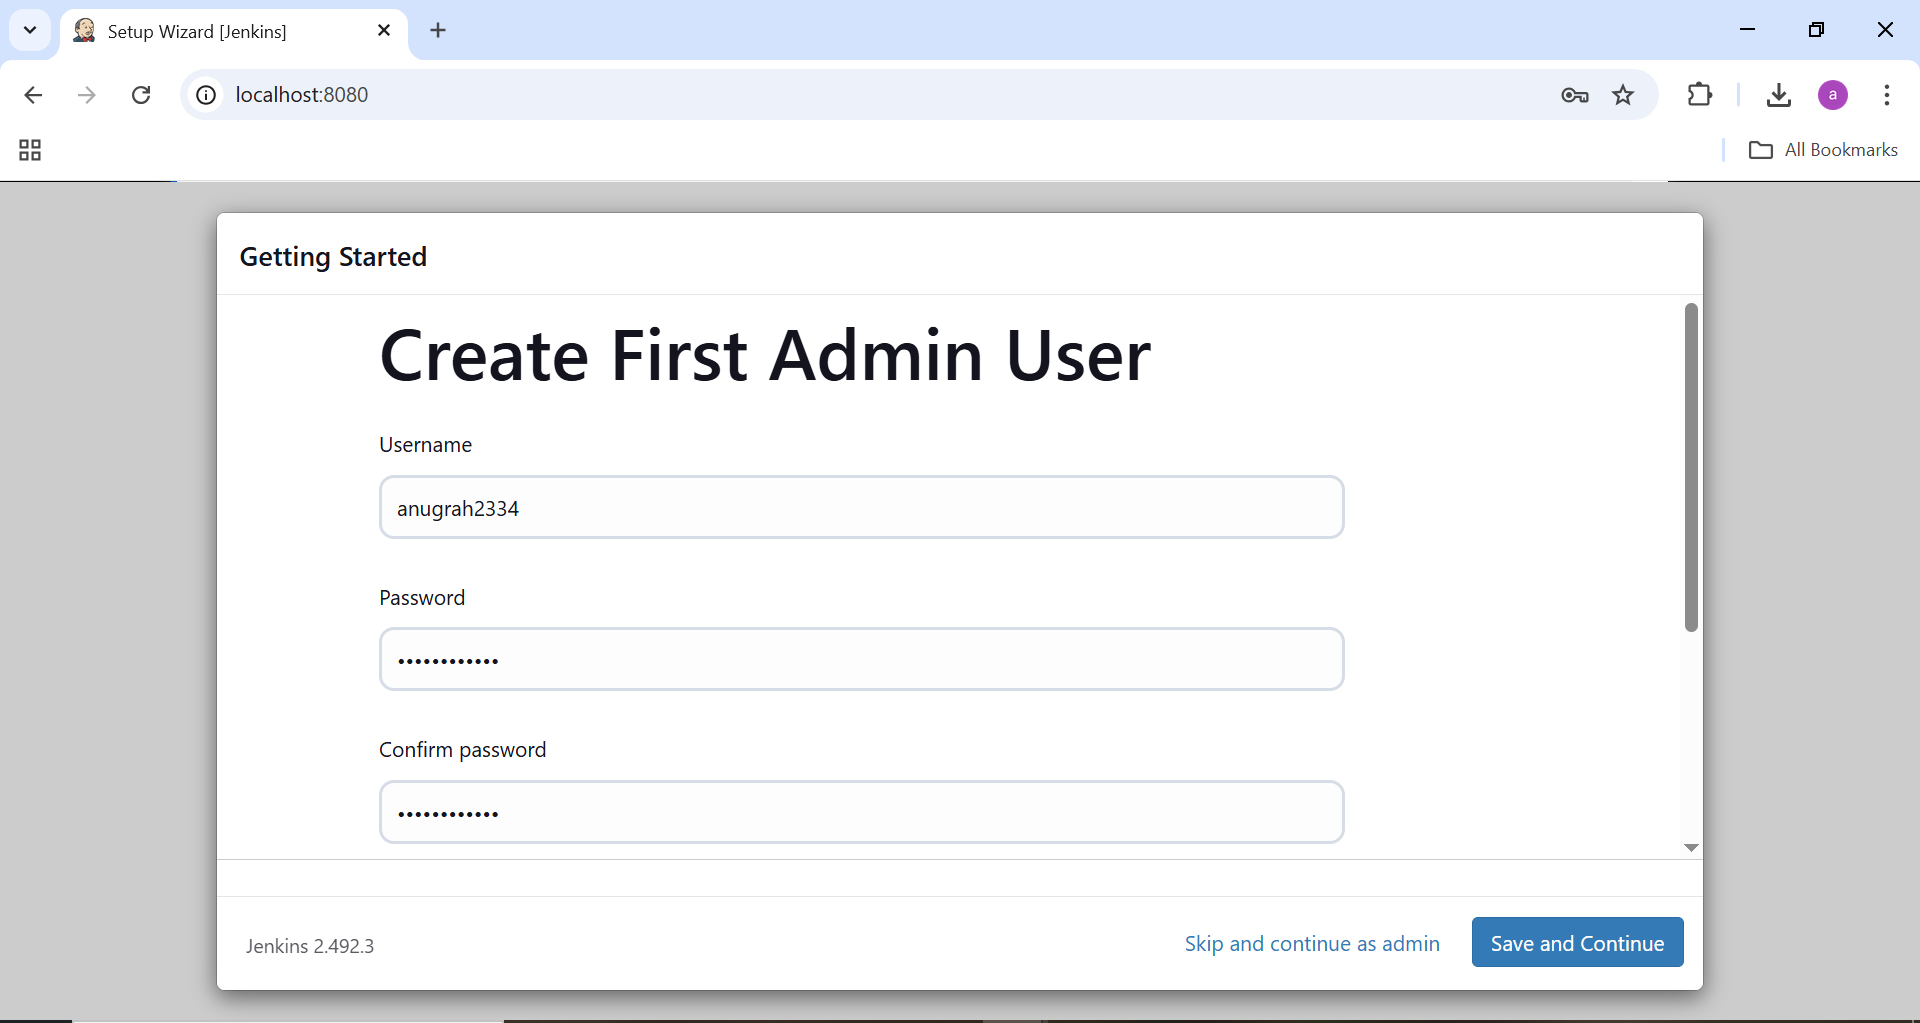 Setup Wizard [Jenkins]
localhost:8080
a
All Bookmarks
Getting Started
Create First Admin User
Username
anugrah2334
Password
••••••••••••
Confirm password
••••••••••••
Jenkins 2.492.3
Skip and continue as admin
Save and Continue